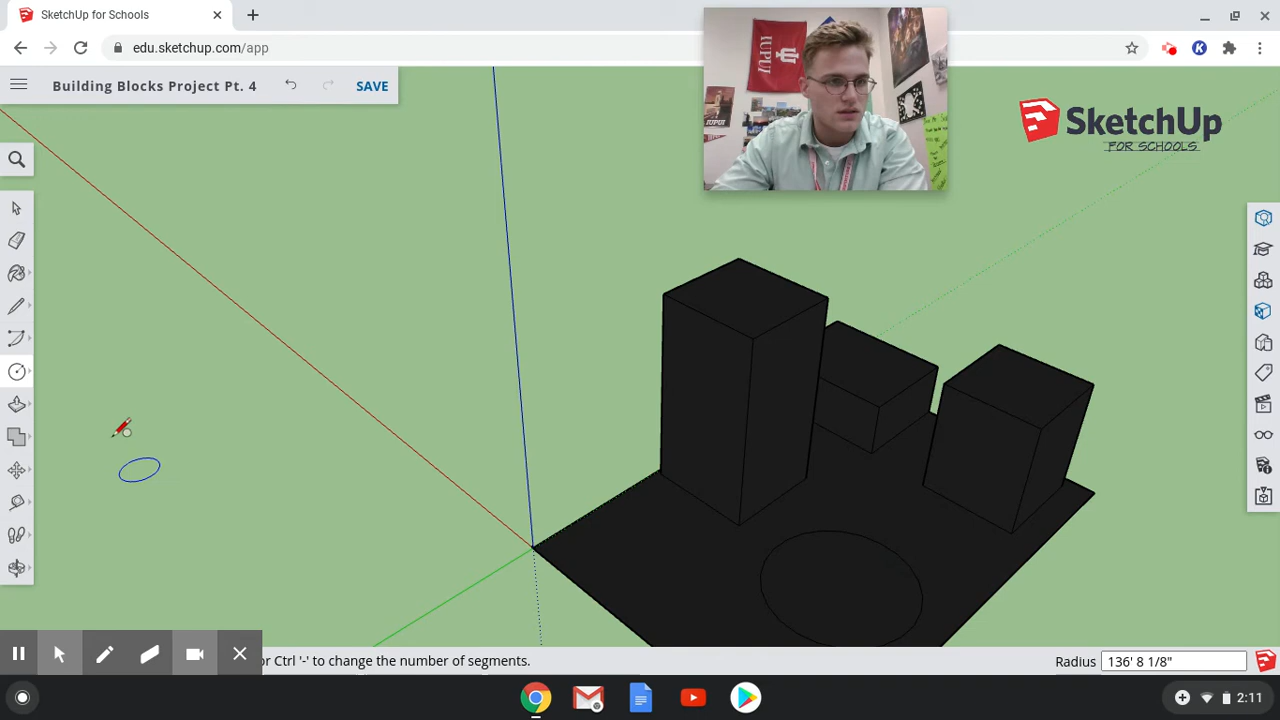 SketchUp for Schools
edu.sketchup.com/app
Building Blocks Project Pt. 4
SAVE
IUPUI
IUPUI
SketchUp
FOR SCHOOLS
or Ctrl '-' to change the number of segments.
Radius
136' 8 1/8"
2:11